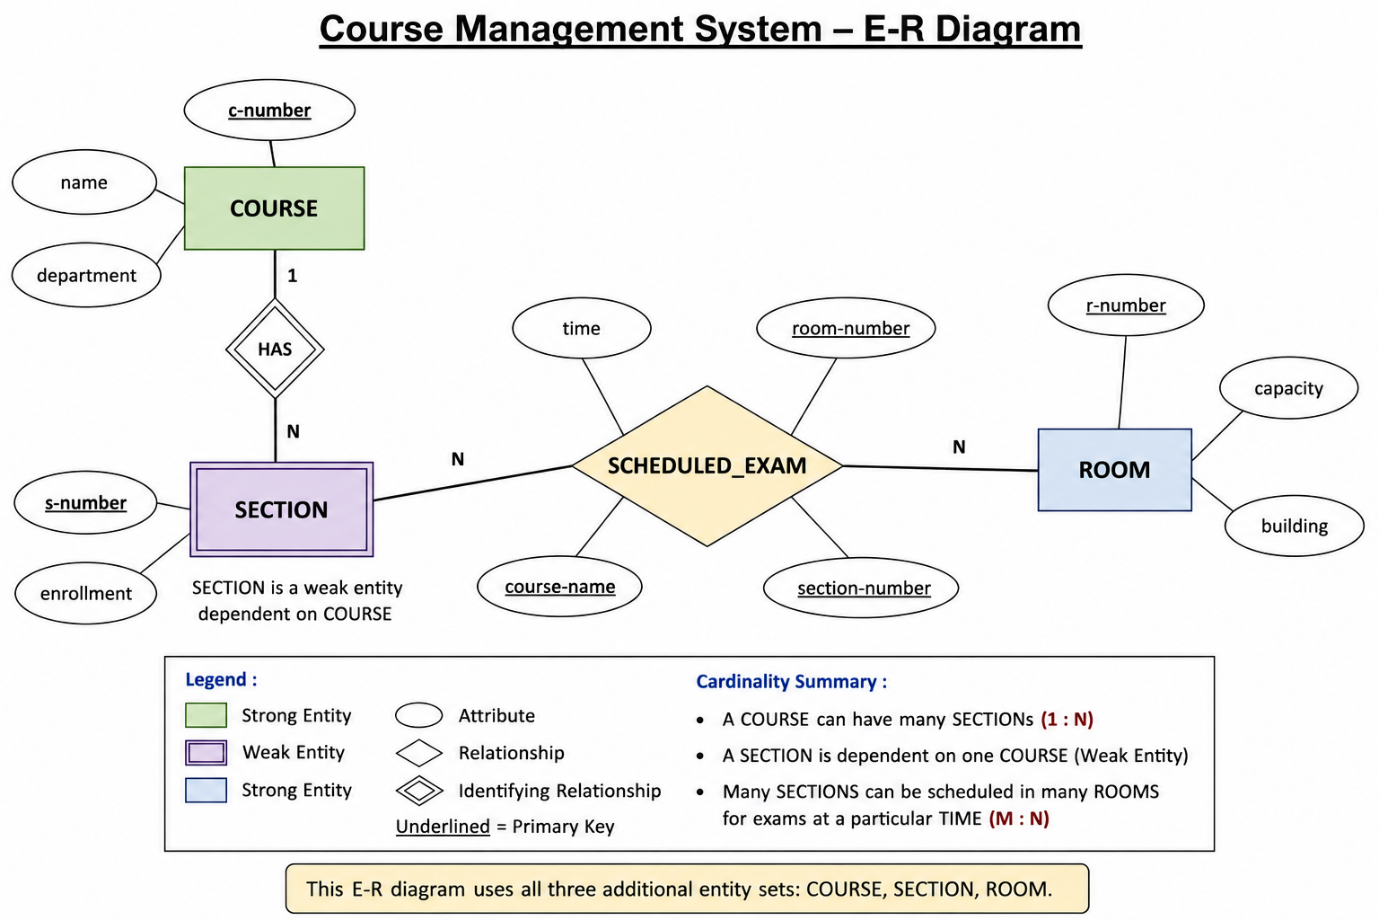 Course Management System – E-R Diagram
c-number
name
COURSE
department
1
HAS
N
time
room-number
r-number
capacity
N
SCHEDULED_EXAM
N
ROOM
s-number
SECTION
building
enrollment
SECTION is a weak entity
dependent on COURSE
course-name
section-number
Legend :
Strong Entity
Weak Entity
Strong Entity
Attribute
Relationship
Identifying Relationship
Underlined = Primary Key
Cardinality Summary :
• A COURSE can have many SECTIONs (1 : N)
• A SECTION is dependent on one COURSE (Weak Entity)
• Many SECTIONS can be scheduled in many ROOMS
for exams at a particular TIME (M : N)
This E-R diagram uses all three additional entity sets: COURSE, SECTION, ROOM.